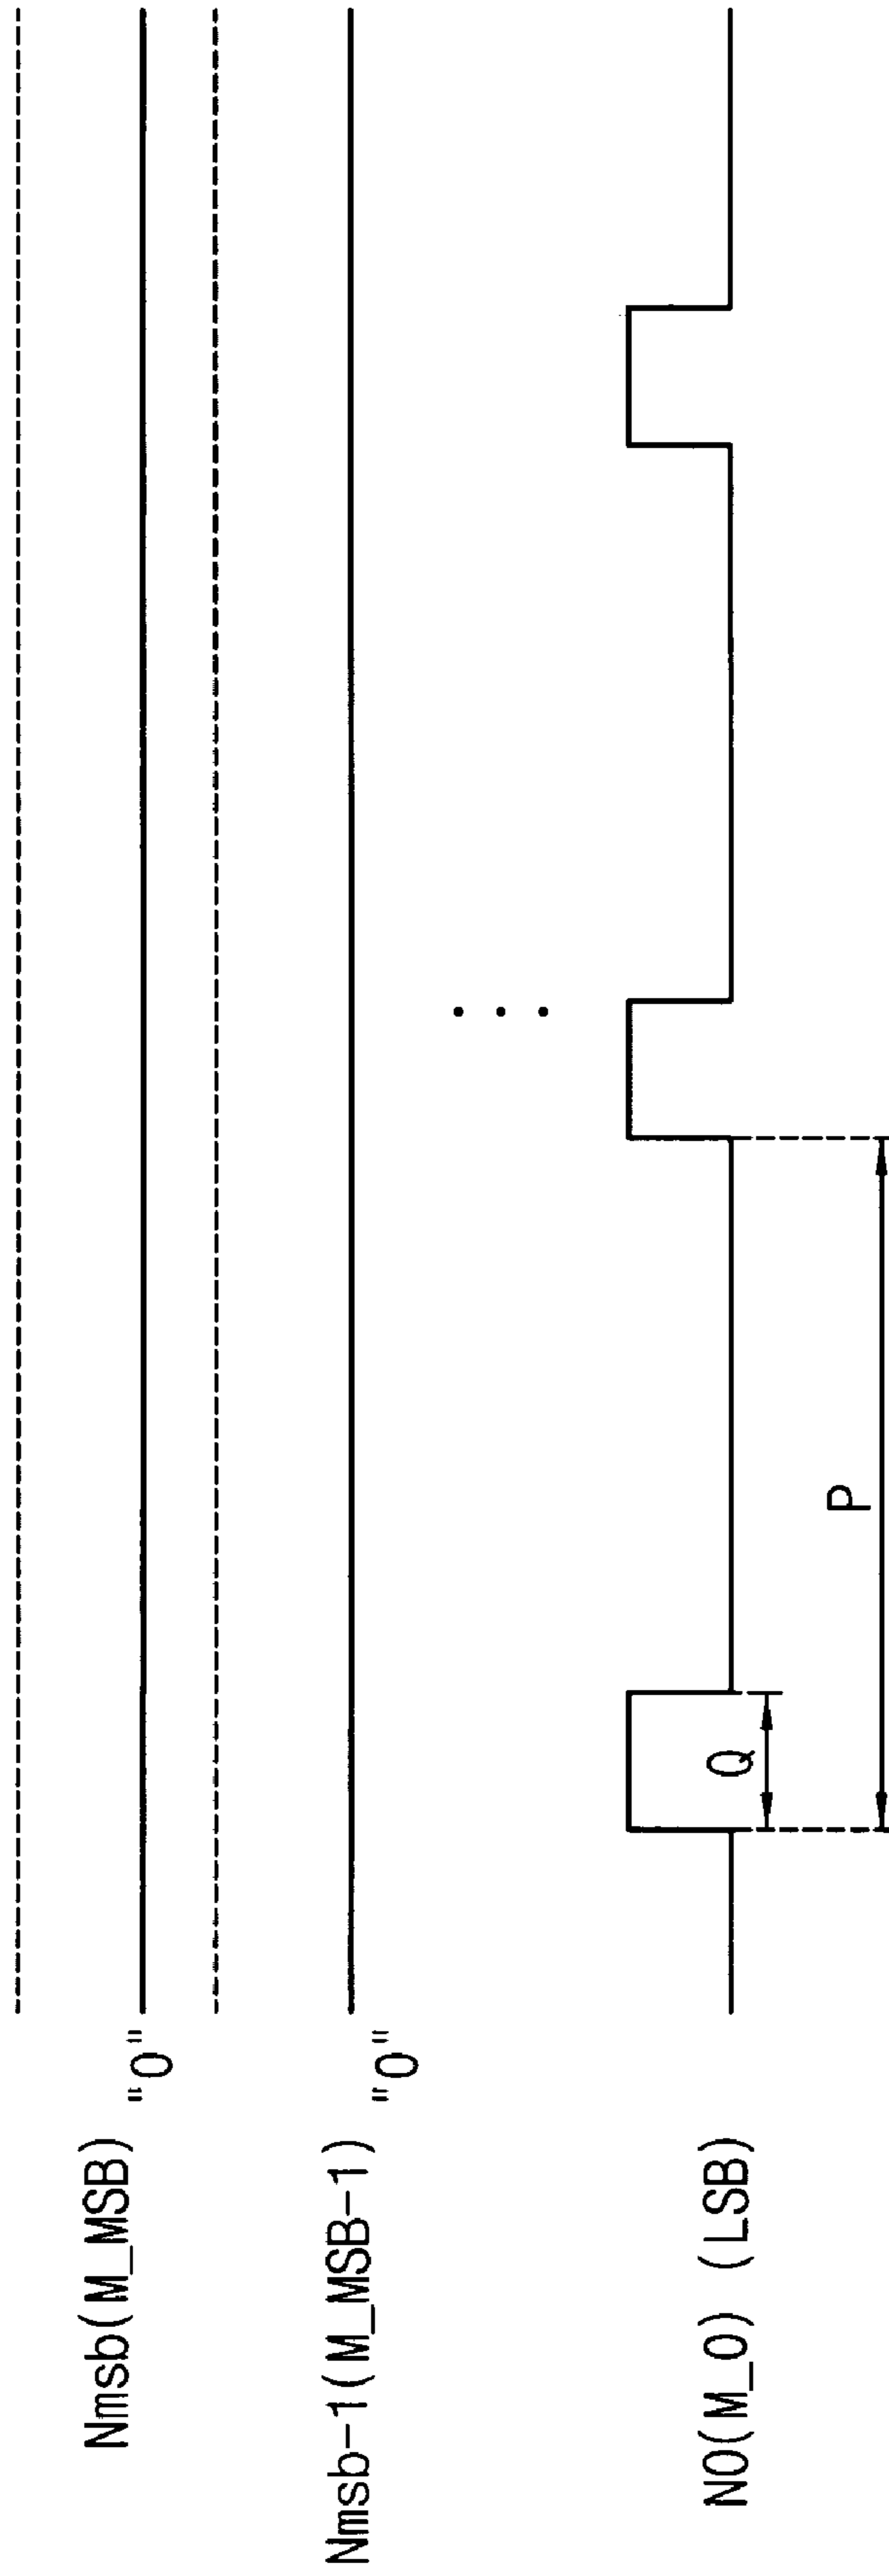 Nmsb(M_MSB) "0"
Nmsb-1(M_MSB-1) "0"
N0(M_0) (LSB)
Q
P